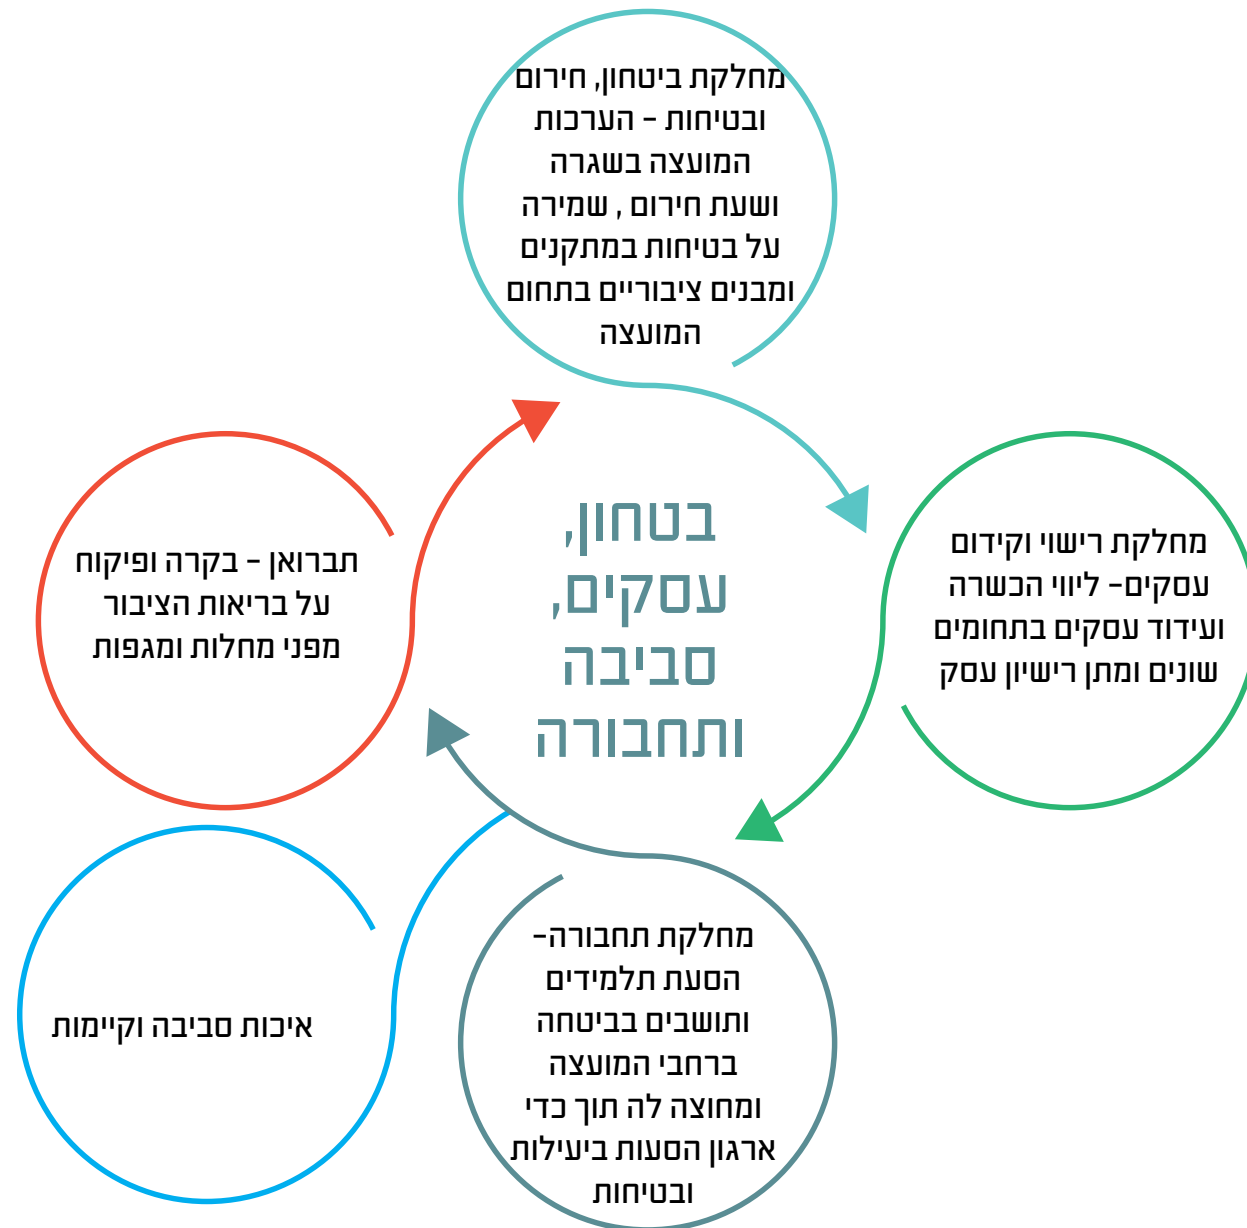 מחלקת ביטחון, חירום
ובטיחות - הערכות
המועצה בשגרה
ושעת חירום , שמירה
על בטיחות במתקנים
ומבנים ציבוריים בתחום
המועצה
בטחון,
עסקים,
סביבה
ותחבורה
מחלקת רישוי וקידום
עסקים- ליווי הכשרה
ועידוד עסקים בתחומים
שונים ומתן רישיון עסק
מחלקת תחבורה-
הסעת תלמידים
ותושבים בביטחה
ברחבי המועצה
ומחוצה לה תוך כדי
ארגון הסעות ביעילות
ובטיחות
איכות סביבה וקיימות
תברואן - בקרה ופיקוח
על בריאות הציבור
מפני מחלות ומגפות